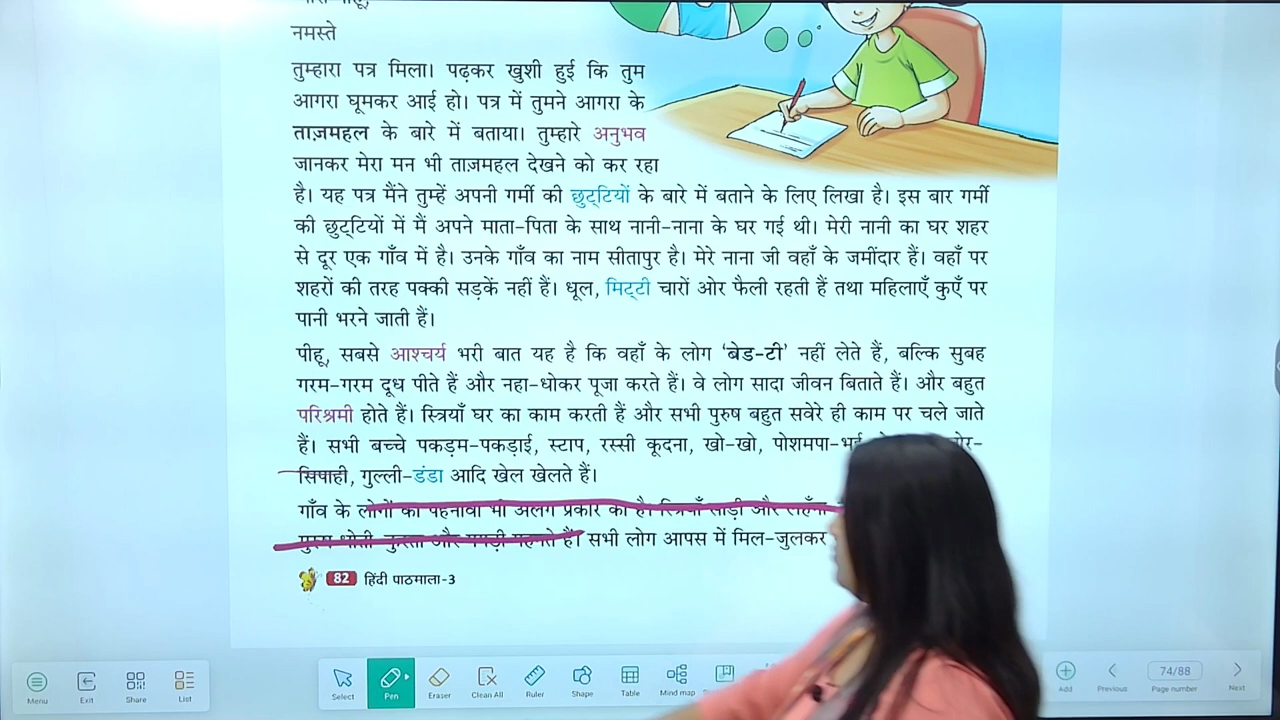 नमस्ते
तुम्हारा पत्र मिला। पढ़कर खुशी हुई कि तुम
आगरा घूमकर आई हो। पत्र में तुमने आगरा के
ताज़महल के बारे में बताया। तुम्हारे अनुभव
जानकर मेरा मन भी ताज़महल देखने को कर रहा
है। यह पत्र मैंने तुम्हें अपनी गर्मी की छुट्टियों के बारे में बताने के लिए लिखा है। इस बार गर्मी
की छुट्टियों में मैं अपने माता-पिता के साथ नानी-नाना के घर गई थी। मेरी नानी का घर शहर
से दूर एक गाँव में है। उनके गाँव का नाम सीतापुर है। मेरे नाना जी वहाँ के जमींदार हैं। वहाँ पर
शहरों की तरह पक्की सड़कें नहीं हैं। धूल, मिट्टी चारों ओर फैली रहती हैं तथा महिलाएँ कुएँ पर
पानी भरने जाती हैं।
पीहू, सबसे आश्चर्य भरी बात यह है कि वहाँ के लोग 'बेड-टी' नहीं लेते हैं, बल्कि सुबह
गरम-गरम दूध पीते हैं और नहा-धोकर पूजा करते हैं। वे लोग सादा जीवन बिताते हैं। और बहुत
परिश्रमी होते हैं। स्त्रियाँ घर का काम करती हैं और सभी पुरुष बहुत सवेरे ही काम पर चले जाते
हैं। सभी बच्चे पकड़म-पकड़ाई, स्टाप, रस्सी कूदना, खो-खो, पोशमपा-भई
सिपाही, गुल्ली-डंडा आदि खेल खेलते हैं।
गाँव के लोगों का पहनावा भी अलग प्रकार का है। स्त्रियाँ साड़ी और लहँगा
पुरुष धोती-कुरता और पगड़ी पहनते हैं। सभी लोग आपस में मिल-जुलकर
82 हिंदी पाठमाला-3
Menu Exit Share List Select Pen Eraser Clean All Ruler Shape Table Mind map Add Previous 74/88 Page number Next